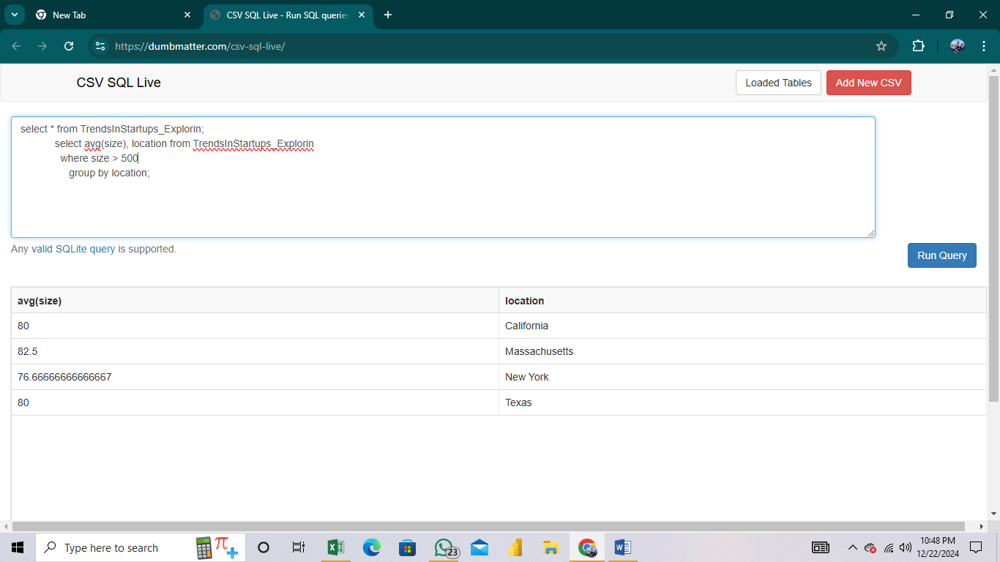 New Tab
CSV SQL Live - Run SQL queries
https://dumbmatter.com/csv-sql-live/
CSV SQL Live
Loaded Tables
Add New CSV
select * from TrendsInStartups_Explorin;
select avg(size), location from TrendsInStartups_Explorin
where size > 500
group by location;
Any valid SQLite query is supported.
Run Query
avg(size) location
80 California
82.5 Massachusetts
76.66666666666667 New York
80 Texas
Type here to search
23
10:48 PM
12/22/2024